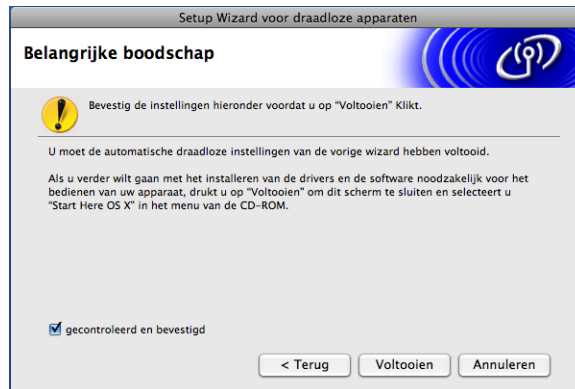 Setup Wizard voor draadloze apparaten
Belangrijke boodschap
Bevestig de instellingen hieronder voordat u op “Voltooien” Klikt.
U moet de automatische draadloze instellingen van de vorige wizard hebben voltooid.
Als u verder wilt gaan met het installeren van de drivers en de software noodzakelijk voor het
bedienen van uw apparaat, drukt u op “Voltooien” om dit scherm te sluiten en selecteert u
“Start Here OS X” in het menu van de CD-ROM.
gecontroleerd en bevestigd
< Terug
Voltooien
Annuleren